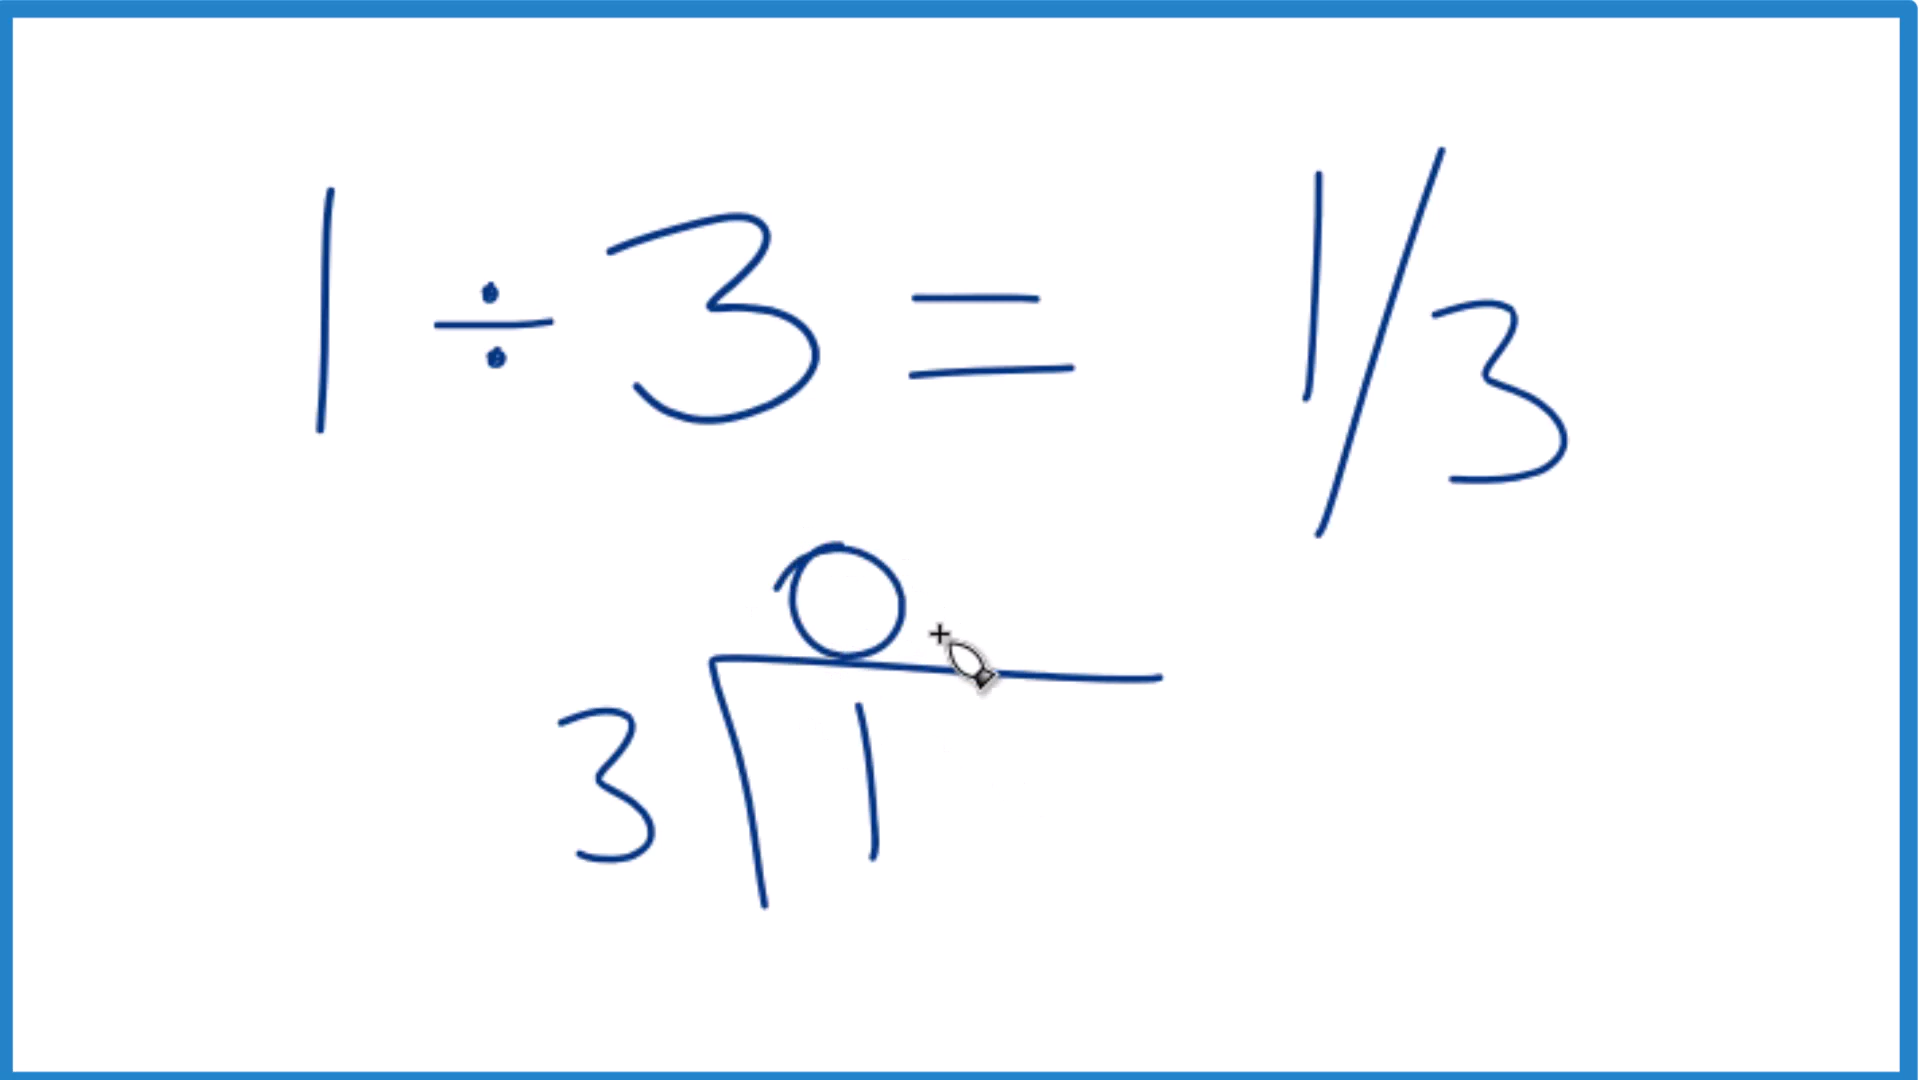 1 ÷ 3 = 1/3
0
3 1